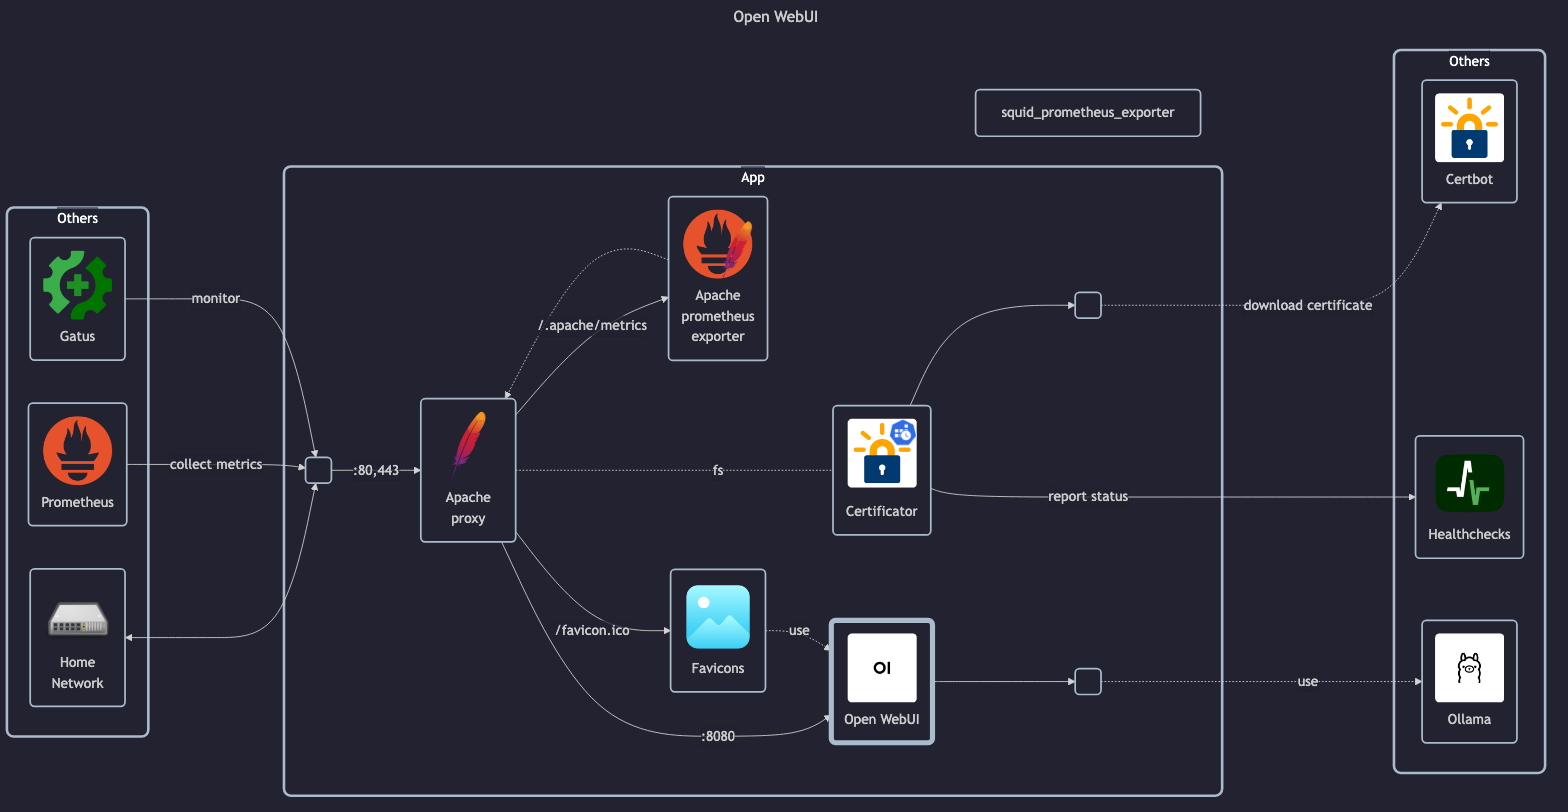 Open WebUI
Others
squid_prometheus_exporter
Certbot
App
Others
Gatus
monitor
Apache
prometheus
exporter
/.apache/metrics
download certificate
Prometheus
collect metrics
:80,443
Apache
proxy
fs
Certificator
report status
Healthchecks
Home
Network
/favicon.ico
Favicons
use
OI
Open WebUI
:8080
use
Ollama